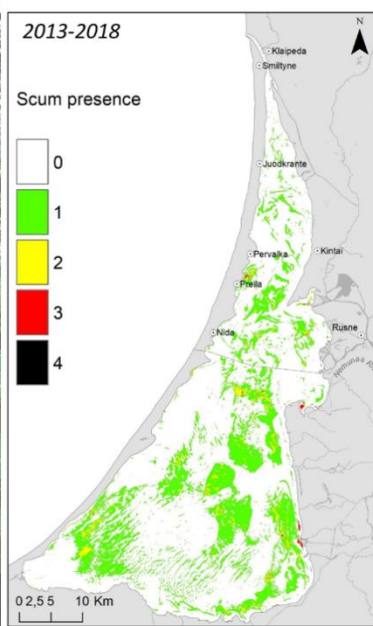 2013-2018
N
Klaipeda
Smiltyne
Scum presence
0
1
2
3
4
Juodkrante
Pervalka
Kintai
Preila
Nida
Rusne
Nemunas R
0 2,5 5 10 Km